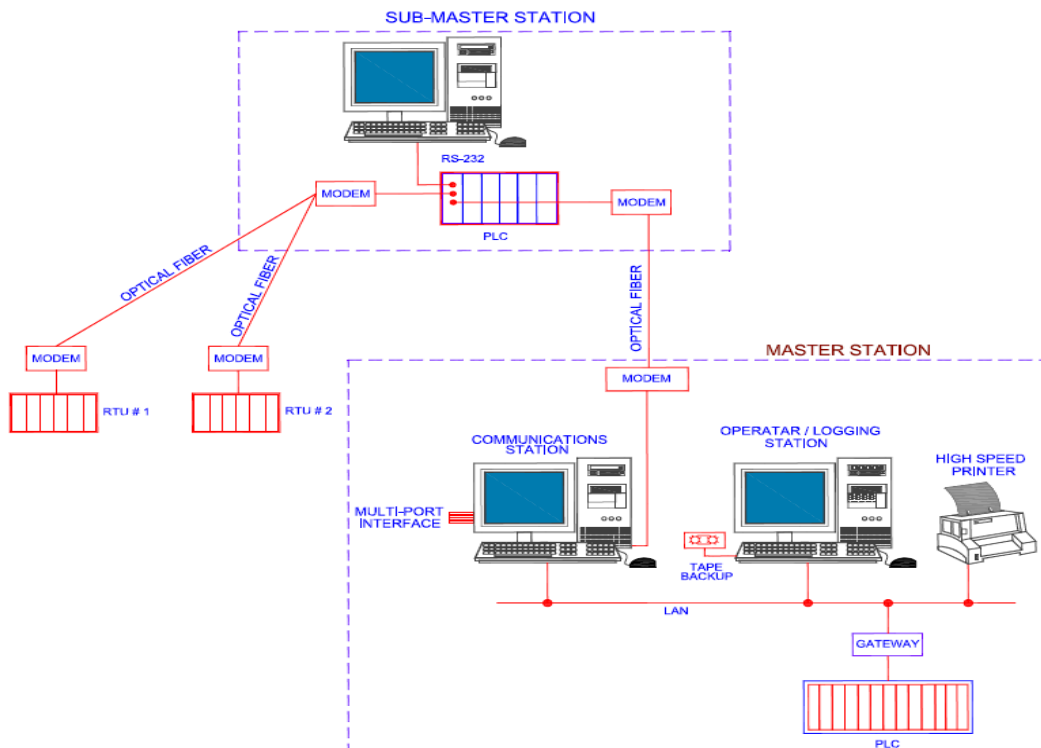 SUB-MASTER STATION
RS-232
MODEM
MODEM
PLC
OPTICAL FIBER
OPTICAL FIBER
OPTICAL FIBER
MODEM
MODEM
RTU # 1
RTU # 2
MASTER STATION
MODEM
COMMUNICATIONS
STATION
OPERATAR / LOGGING
STATION
HIGH SPEED
PRINTER
MULTI-PORT
INTERFACE
TAPE
BACKUP
LAN
GATEWAY
PLC